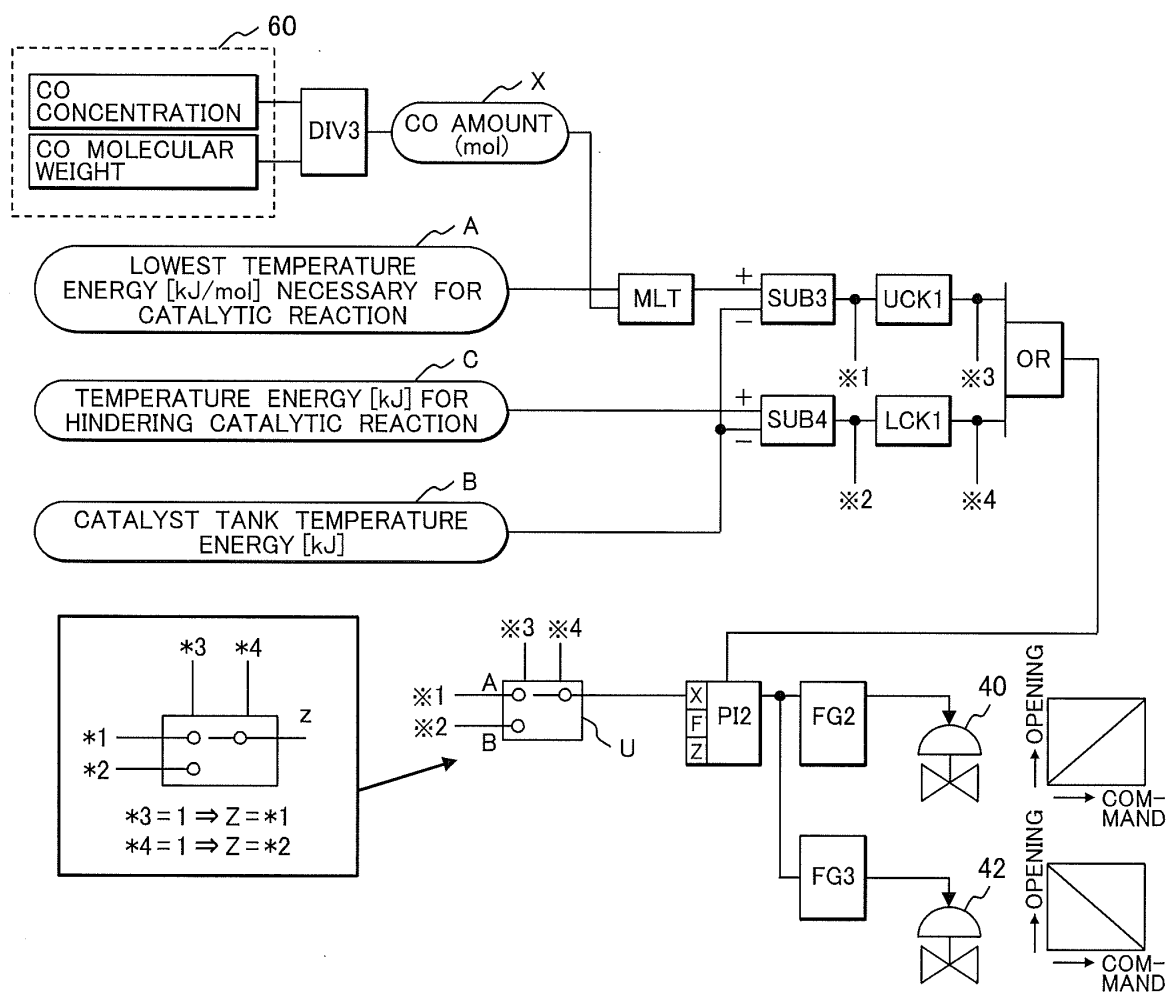 60
CO
CONCENTRATION
CO MOLECULAR
WEIGHT
DIV3
X
CO AMOUNT
(mol)
A
LOWEST TEMPERATURE
ENERGY [kJ/mol] NECESSARY FOR
CATALYTIC REACTION
MLT
+
−
SUB3
UCK1
※1
※3
OR
C
TEMPERATURE ENERGY [kJ] FOR
HINDERING CATALYTIC REACTION
+
−
SUB4
LCK1
※2
※4
B
CATALYST TANK TEMPERATURE
ENERGY [kJ]
*3
*4
*1
*2
z
*3=1⇒Z=*1
*4=1⇒Z=*2
※3
※4
※1
A
※2
B
U
X
F
Z
PI2
FG2
40
OPENING
COM-
MAND
FG3
42
OPENING
COM-
MAND